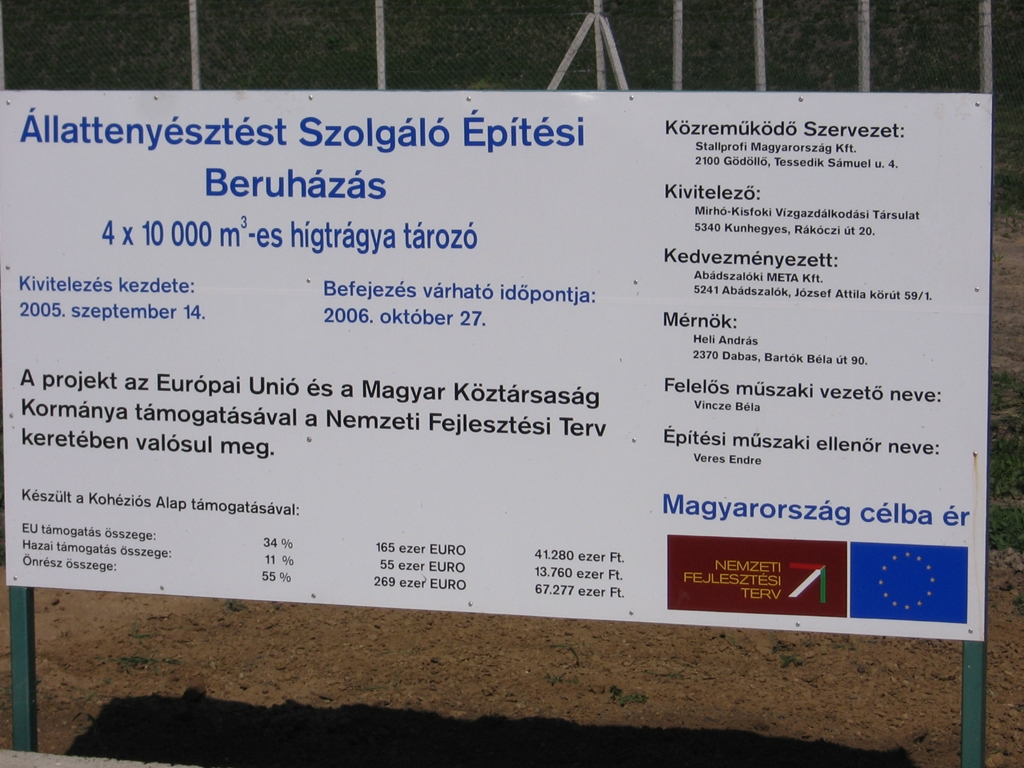 Állattenyésztést Szolgáló Építési
Beruházás
4 x 10 000 m³-es hígtrágya tározó
Kivitelezés kezdete:
2005. szeptember 14.
Befejezés várható időpontja:
2006. október 27.
A projekt az Európai Unió és a Magyar Köztársaság
Kormánya támogatásával a Nemzeti Fejlesztési Terv
keretében valósul meg.
Készült a Kohéziós Alap támogatásával:
EU támogatás összege: 34 % 165 ezer EURO 41.280 ezer Ft.
Hazai támogatás összege: 11 % 55 ezer EURO 13.760 ezer Ft.
Önrész összege: 55 % 269 ezer EURO 67.277 ezer Ft.
Közreműködő Szervezet:
Stallprofi Magyarország Kft.
2100 Gödöllő, Tessedik Sámuel u. 4.
Kivitelező:
Mirhó-Kisfoki Vízgazdálkodási Társulat
5340 Kunhegyes, Rákóczi út 20.
Kedvezményezett:
Abádszalóki META Kft.
5241 Abádszalók, József Attila körút 59/1.
Mérnök:
Heli András
2370 Dabas, Bartók Béla út 90.
Felelős műszaki vezető neve:
Vincze Béla
Építési műszaki ellenőr neve:
Veres Endre
Magyarország célba ér
NEMZETI
FEJLESZTÉSI
TERV